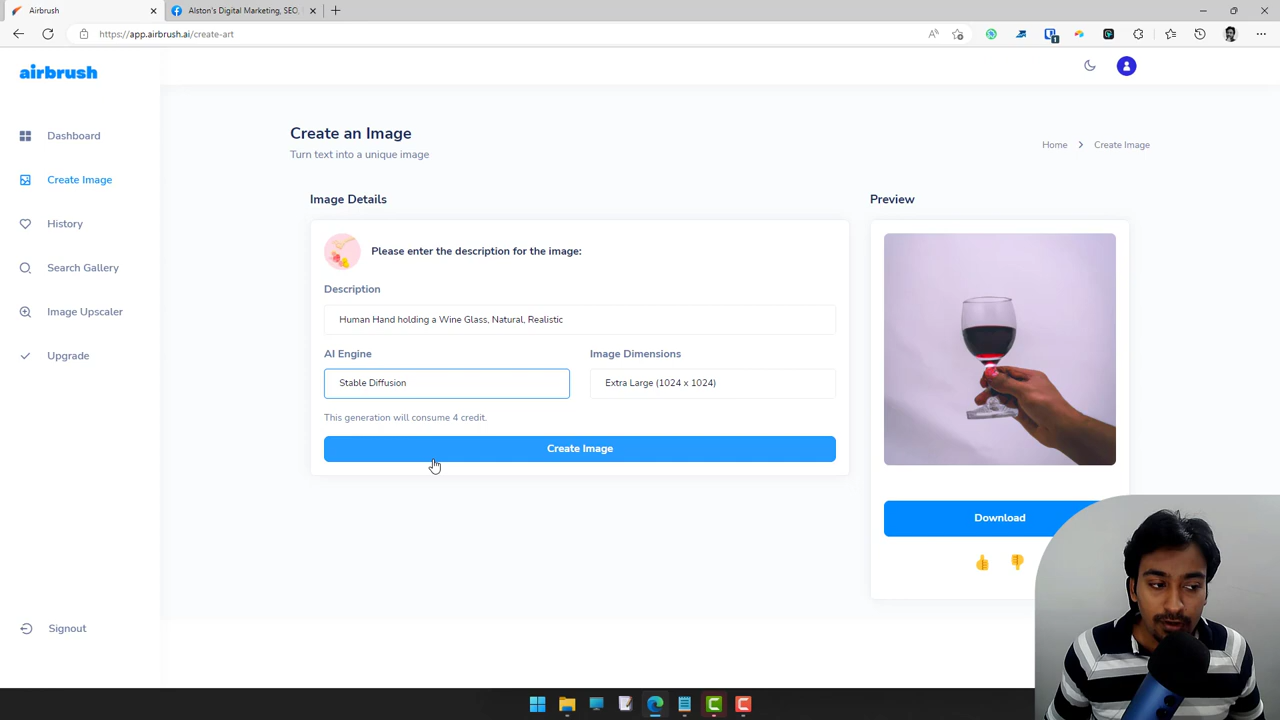 Airbrush
Alston's Digital Marketing, SEO,
https://app.airbrush.ai/create-art
1
airbrush
Dashboard
Create Image
History
Search Gallery
Image Upscaler
Upgrade
Signout
Create an Image
Turn text into a unique image
Home
Create Image
Image Details
Please enter the description for the image:
Description
Human Hand holding a Wine Glass, Natural, Realistic
AI Engine
Image Dimensions
Stable Diffusion
Extra Large (1024 x 1024)
This generation will consume 4 credit.
Create Image
Preview
Download